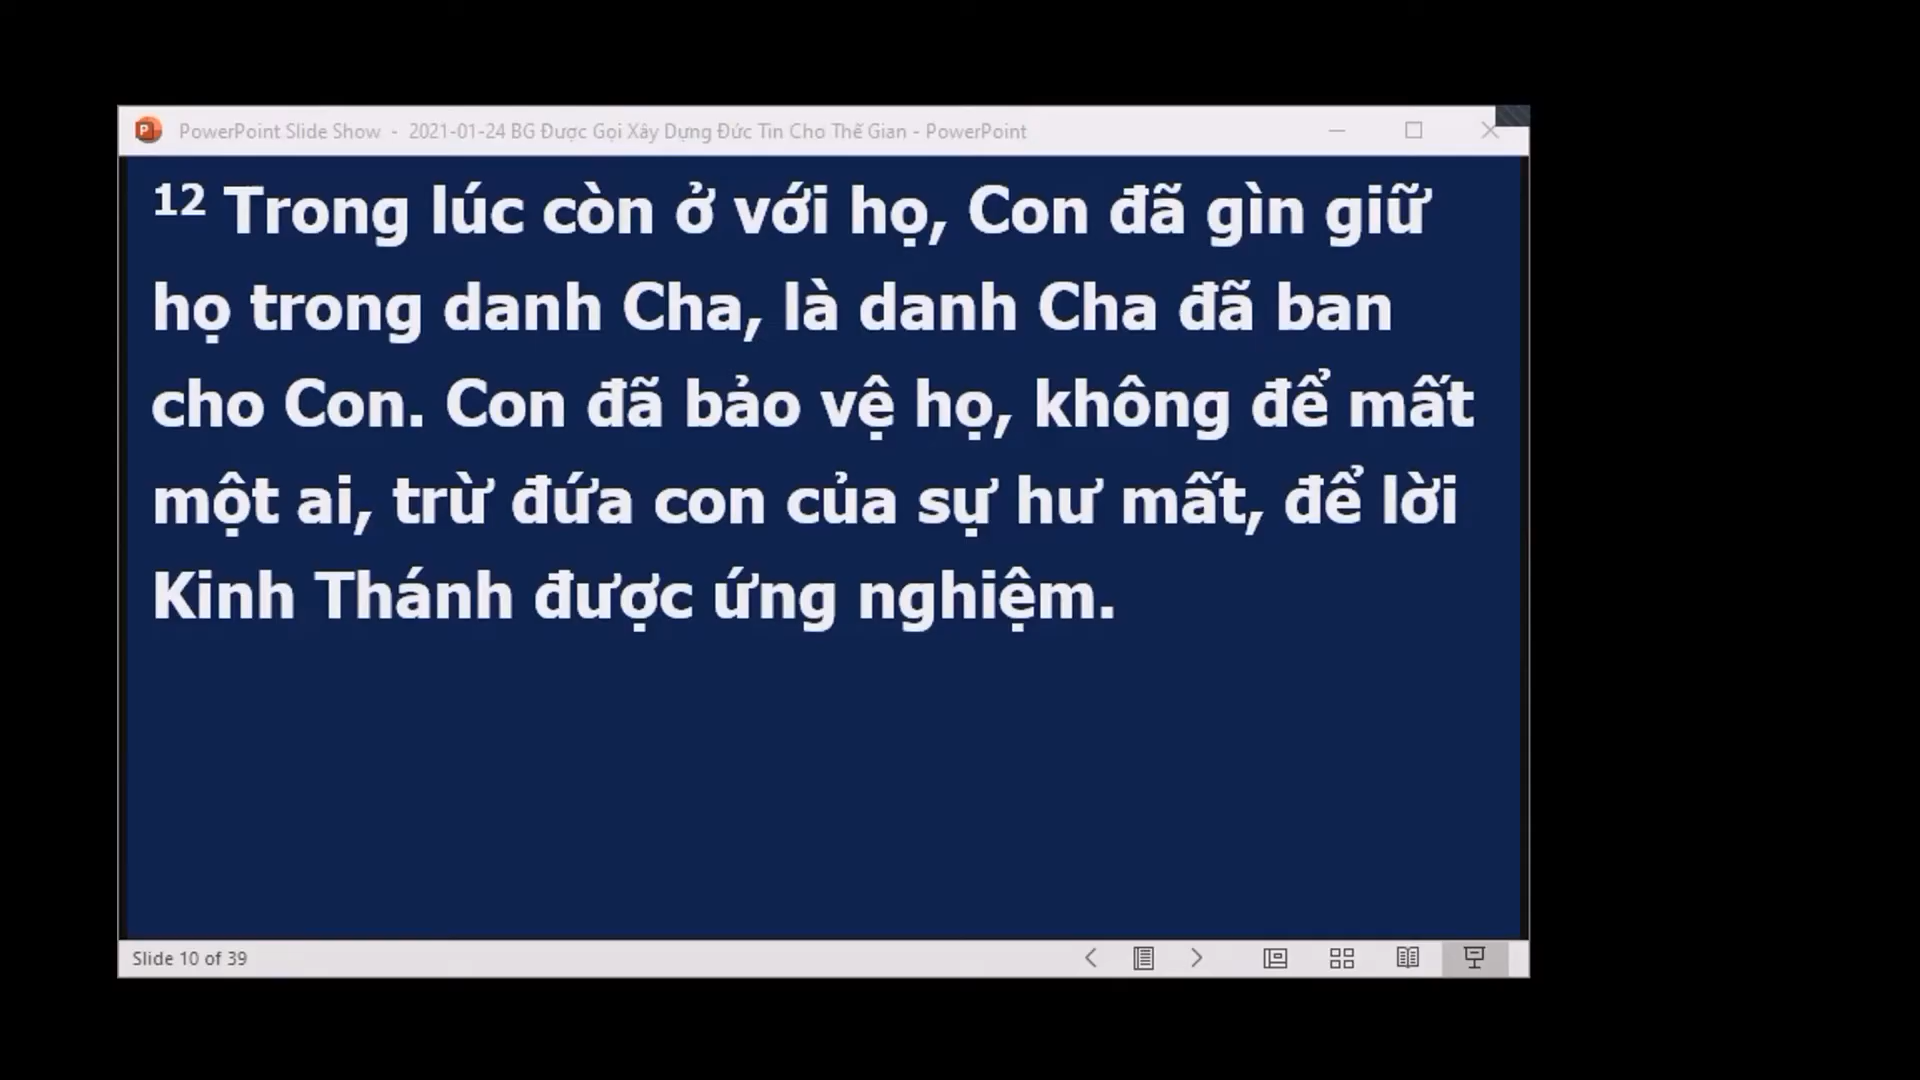 PowerPoint Slide Show - 2021-01-24 BG Được Gọi Xây Dựng Đức Tin Cho Thế Gian - PowerPoint
12 Trong lúc còn ở với họ, Con đã gìn giữ
họ trong danh Cha, là danh Cha đã ban
cho Con. Con đã bảo vệ họ, không để mất
một ai, trừ đứa con của sự hư mất, để lời
Kinh Thánh được ứng nghiệm.
Slide 10 of 39